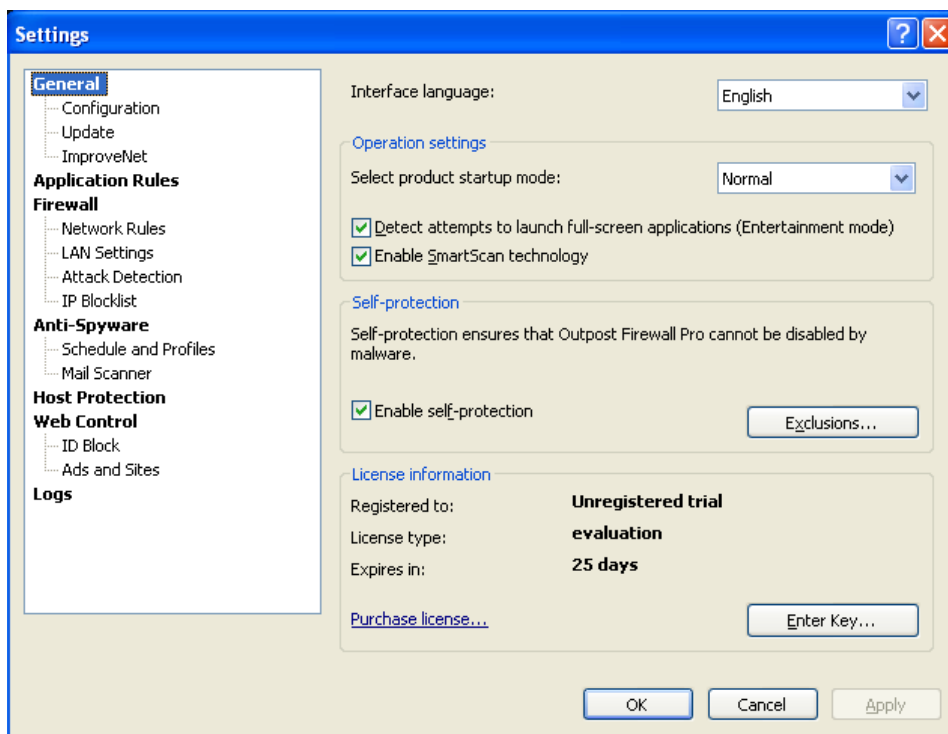 Settings
General
Configuration
Update
ImproveNet
Application Rules
Firewall
Network Rules
LAN Settings
Attack Detection
IP Blocklist
Anti-Spyware
Schedule and Profiles
Mail Scanner
Host Protection
Web Control
ID Block
Ads and Sites
Logs
Interface language: English
Operation settings
Select product startup mode: Normal
Detect attempts to launch full-screen applications (Entertainment mode)
Enable SmartScan technology
Self-protection
Self-protection ensures that Outpost Firewall Pro cannot be disabled by
malware.
Enable self-protection
Exclusions...
License information
Registered to: Unregistered trial
License type: evaluation
Expires in: 25 days
Purchase license... Enter Key...
OK Cancel Apply